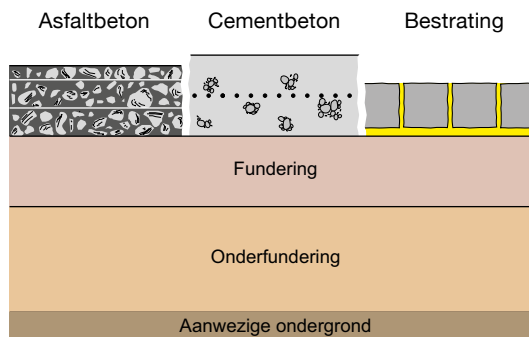 Asfaltbeton
Cementbeton
Bestrating
Fundering
Onderfundering
Aanwezige ondergrond